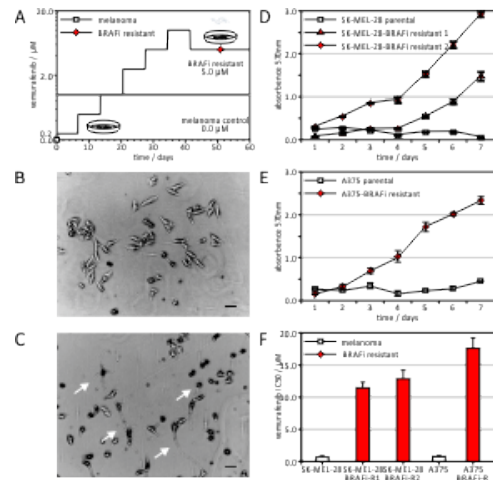 A
melanoma
BRAFi resistant
vemurafenib / µM
2.0
0.2
0.0
BRAFi resistant
5.0 µM
melanoma control
0.0 µM
0 10 20 30 40 50 60
time / days
B
C
D
SK-MEL-28 parental
SK-MEL-28-BRAFi resistant 1
SK-MEL-28-BRAFi resistant 2
absorbance 570nm
3.0
2.0
1.0
0.0
1 2 3 4 5 6 7
time / days
E
A375 parental
A375-BRAFi resistant
absorbance 570nm
3.0
2.0
1.0
0.0
1 2 3 4 5 6 7
time / days
F
melanoma
BRAFi resistant
vemurafenib IC50 / µM
20.0
15.0
10.0
5.0
0.0
SK-MEL-28
SK-MEL-28
BRAFi-R1
SK-MEL-28
BRAFi-R2
A375
A375
BRAFi-R